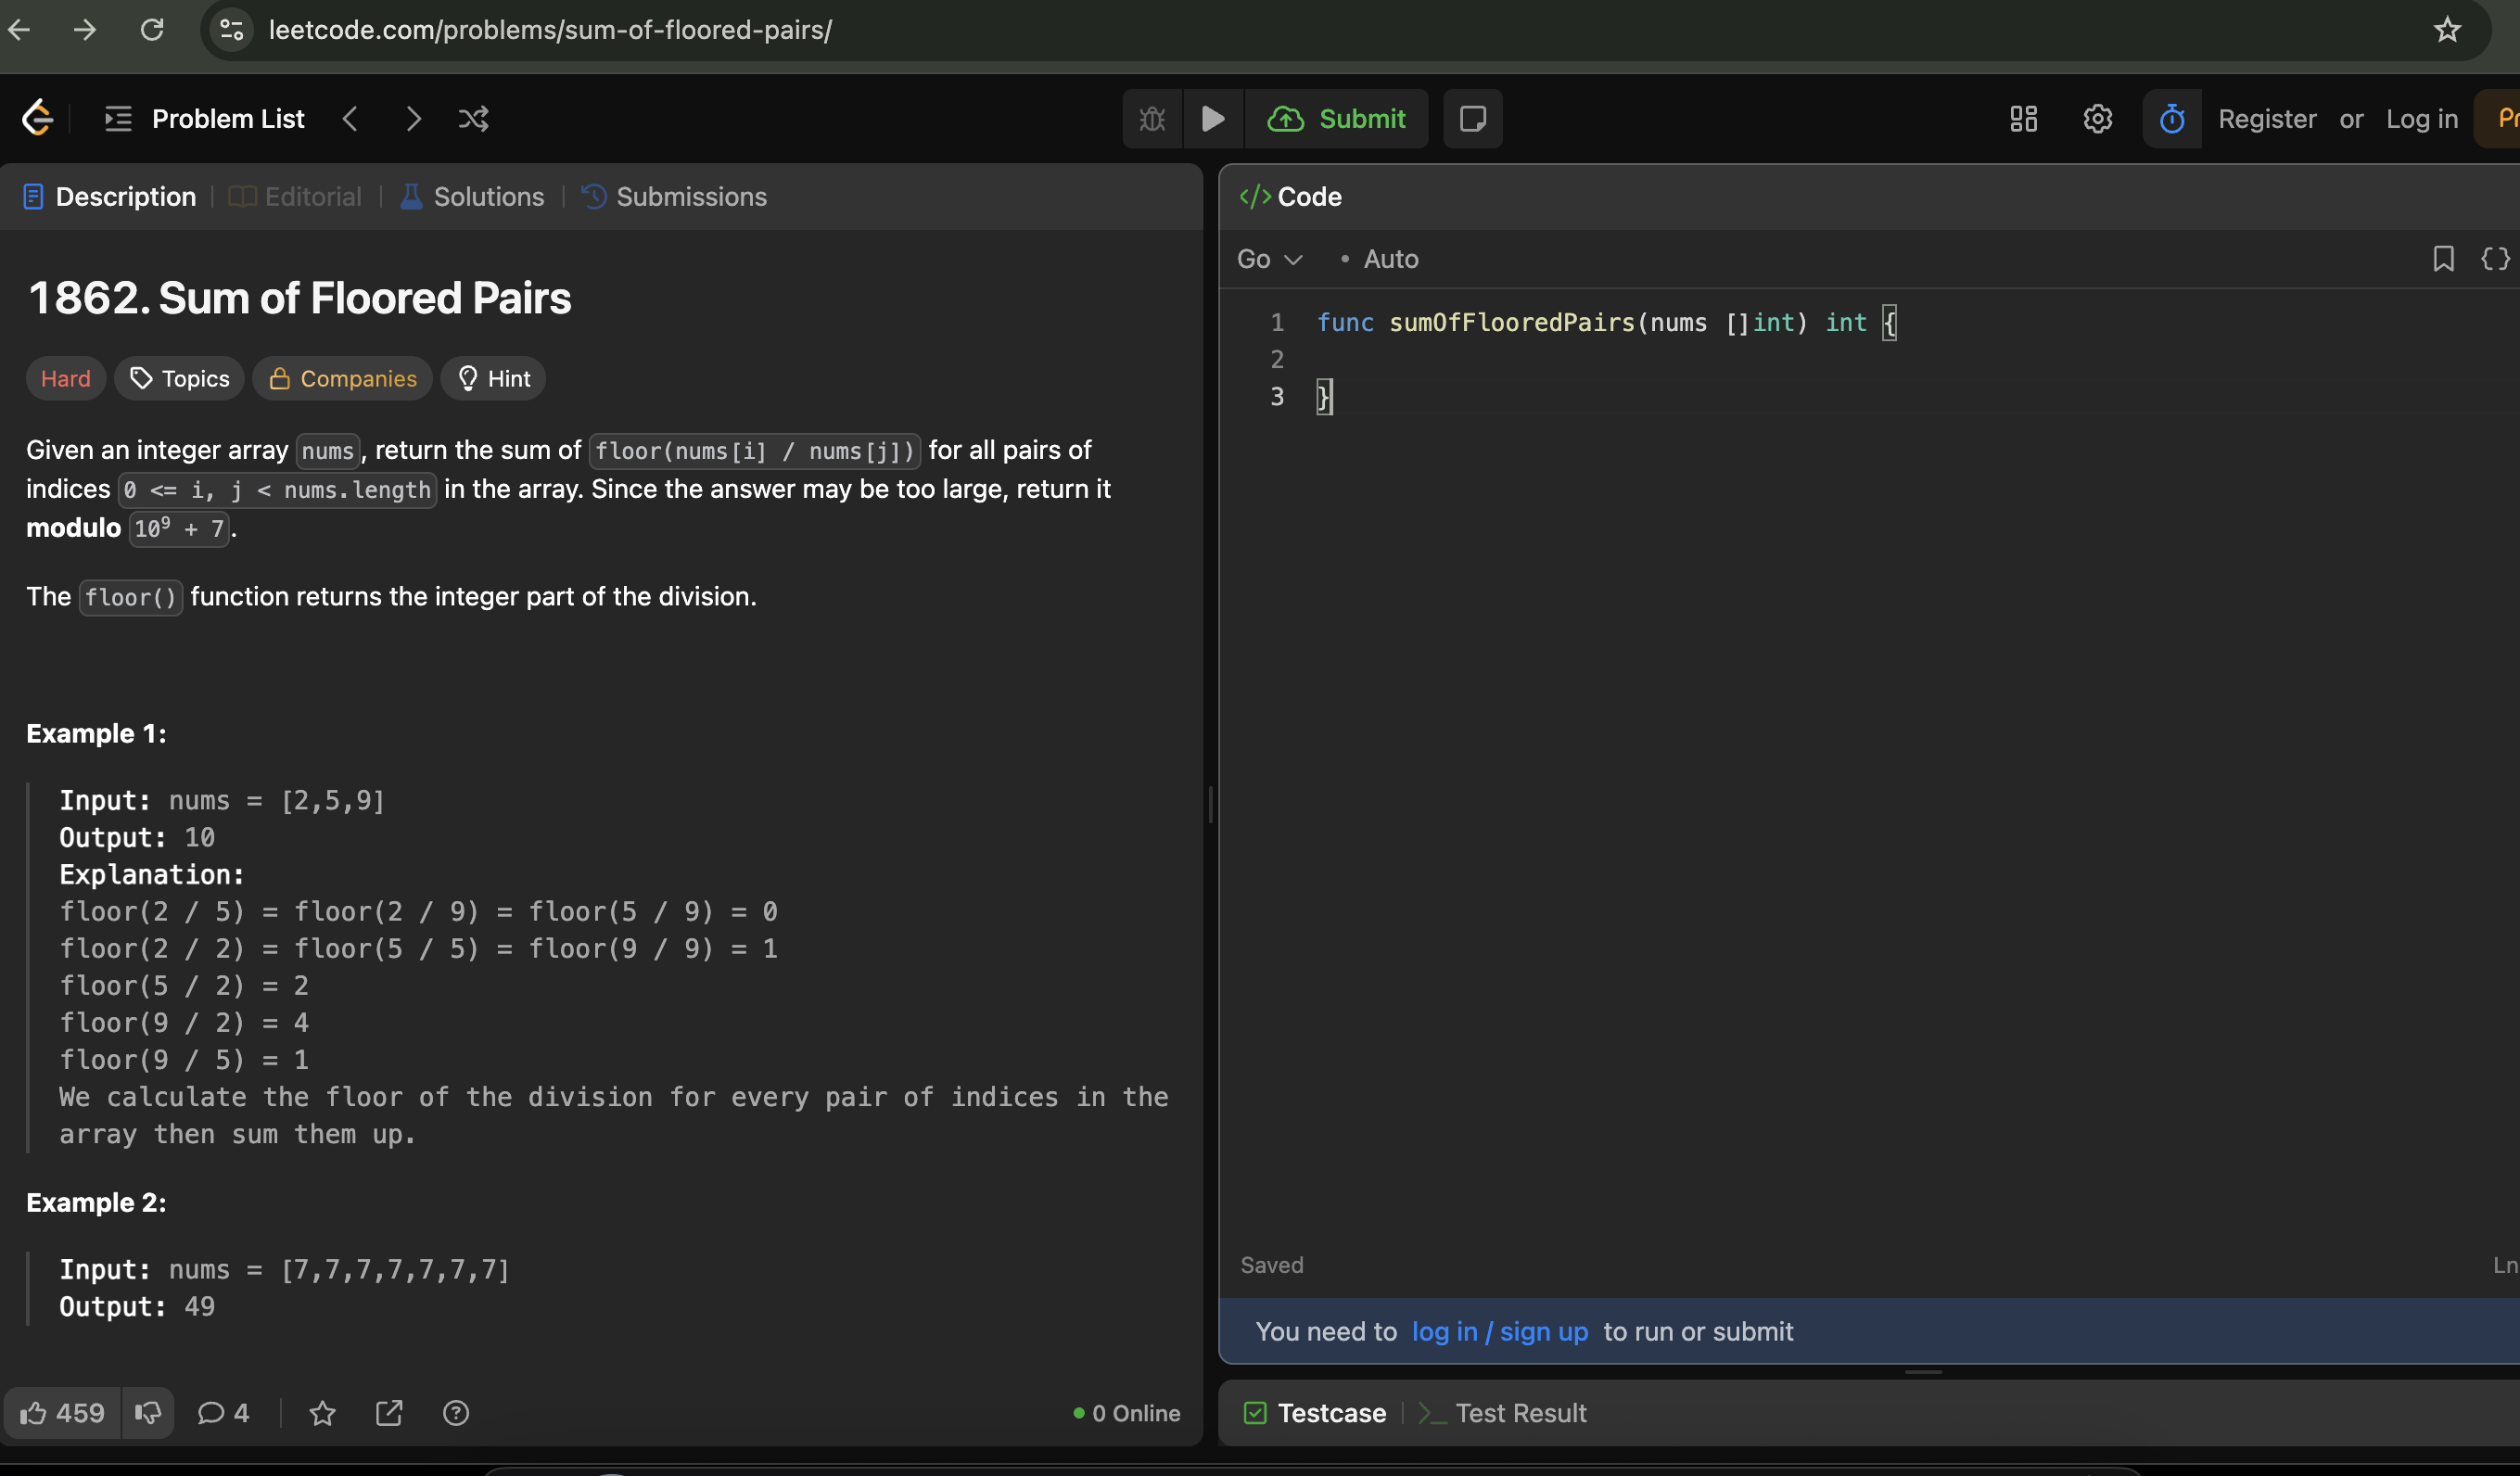 leetcode.com/problems/sum-of-floored-pairs/
Problem List
Submit
Register or Log in
Description | Editorial | Solutions | Submissions
1862. Sum of Floored Pairs
Hard Topics Companies Hint
Given an integer array nums, return the sum of floor(nums[i] / nums[j]) for all pairs of
indices 0 <= i, j < nums.length in the array. Since the answer may be too large, return it
modulo 10⁹ + 7.
The floor() function returns the integer part of the division.
Example 1:
Input: nums = [2,5,9]
Output: 10
Explanation:
floor(2 / 5) = floor(2 / 9) = floor(5 / 9) = 0
floor(2 / 2) = floor(5 / 5) = floor(9 / 9) = 1
floor(5 / 2) = 2
floor(9 / 2) = 4
floor(9 / 5) = 1
We calculate the floor of the division for every pair of indices in the
array then sum them up.
Example 2:
Input: nums = [7,7,7,7,7,7,7]
Output: 49
459
4
0 Online
</> Code
Go • Auto
{}
1 func sumOfFlooredPairs(nums []int) int {
2
3 }
Saved
Ln
You need to log in / sign up to run or submit
Testcase | >_ Test Result